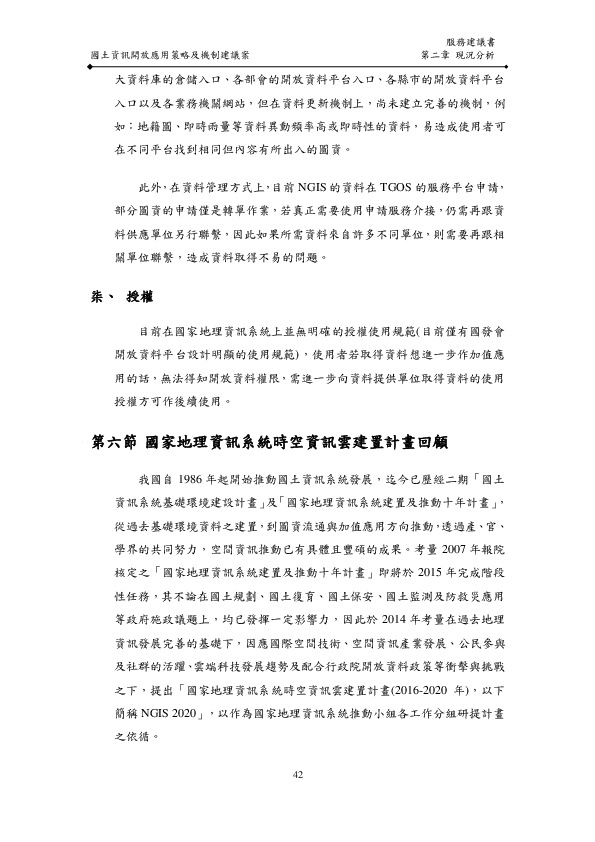 服務建議書
國土資訊開放應用策略及機制建議案
第二章 現況分析
大資料庫的倉儲入口、各部會的開放資料平台入口、各縣市的開放資料平台
入口以及各業務機關網站，但在資料更新機制上，尚未建立完善的機制，例
如：地籍圖、即時雨量等資料異動頻率高或即時性的資料，易造成使用者可
在不同平台找到相同但內容有所出入的圖資。
此外，在資料管理方式上，目前 NGIS 的資料在 TGOS 的服務平台申請，
部分圖資的申請僅是轉單作業，若真正需要使用申請服務介接，仍需再跟資
料供應單位另行聯繫，因此如果所需資料來自許多不同單位，則需要再跟相
關單位聯繫，造成資料取得不易的問題。
柒、 授權
目前在國家地理資訊系統上並無明確的授權使用規範(目前僅有國發會
開放資料平台設計明顯的使用規範)，使用者若取得資料想進一步作加值應
用的話，無法得知開放資料權限，需進一步向資料提供單位取得資料的使用
授權方可作後續使用。
第六節 國家地理資訊系統時空資訊雲建置計畫回顧
我國自 1986 年起開始推動國土資訊系統發展，迄今已歷經二期「國土
資訊系統基礎環境建設計畫」及「國家地理資訊系統建置及推動十年計畫」，
從過去基礎環境資料之建置，到圖資流通與加值應用方向推動，透過產、官、
學界的共同努力，空間資訊推動已有具體且豐碩的成果。考量 2007 年報院
核定之「國家地理資訊系統建置及推動十年計畫」即將於 2015 年完成階段
性任務，其不論在國土規劃、國土復育、國土保安、國土監測及防救災應用
等政府施政議題上，均已發揮一定影響力，因此於 2014 年考量在過去地理
資訊發展完善的基礎下，因應國際空間技術、空間資訊產業發展、公民參與
及社群的活躍、雲端科技發展趨勢及配合行政院開放資料政策等衝擊與挑戰
之下，提出「國家地理資訊系統時空資訊雲建置計畫(2016-2020 年)，以下
簡稱 NGIS 2020」，以作為國家地理資訊系統推動小組各工作分組研提計畫
之依循。
42